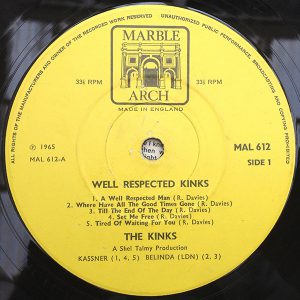 ALL RIGHTS OF THE MANUFACTURERS AND OF THE OWNER OF THE RECORDED WORK RESERVED
UNAUTHORIZED PUBLIC PERFORMANCE, BROADCASTING AND COPYING PROHIBITED
MARBLE
33⅓ RPM
33⅓ RPM
ARCH
MADE IN ENGLAND
℗ 1965
MAL 612-A
MAL 612
SIDE 1
WELL RESPECTED KINKS
1. A Well Respected Man (R. Davies)
2. Where Have All The Good Times Gone (R. Davies)
3. Till The End Of The Day (R. Davies)
4. Set Me Free (R. Davies)
5. Tired Of Waiting For You (R. Davies)
THE KINKS
A Shel Talmy Production
KASSNER (1, 4, 5) BELINDA (LDN) (2, 3)